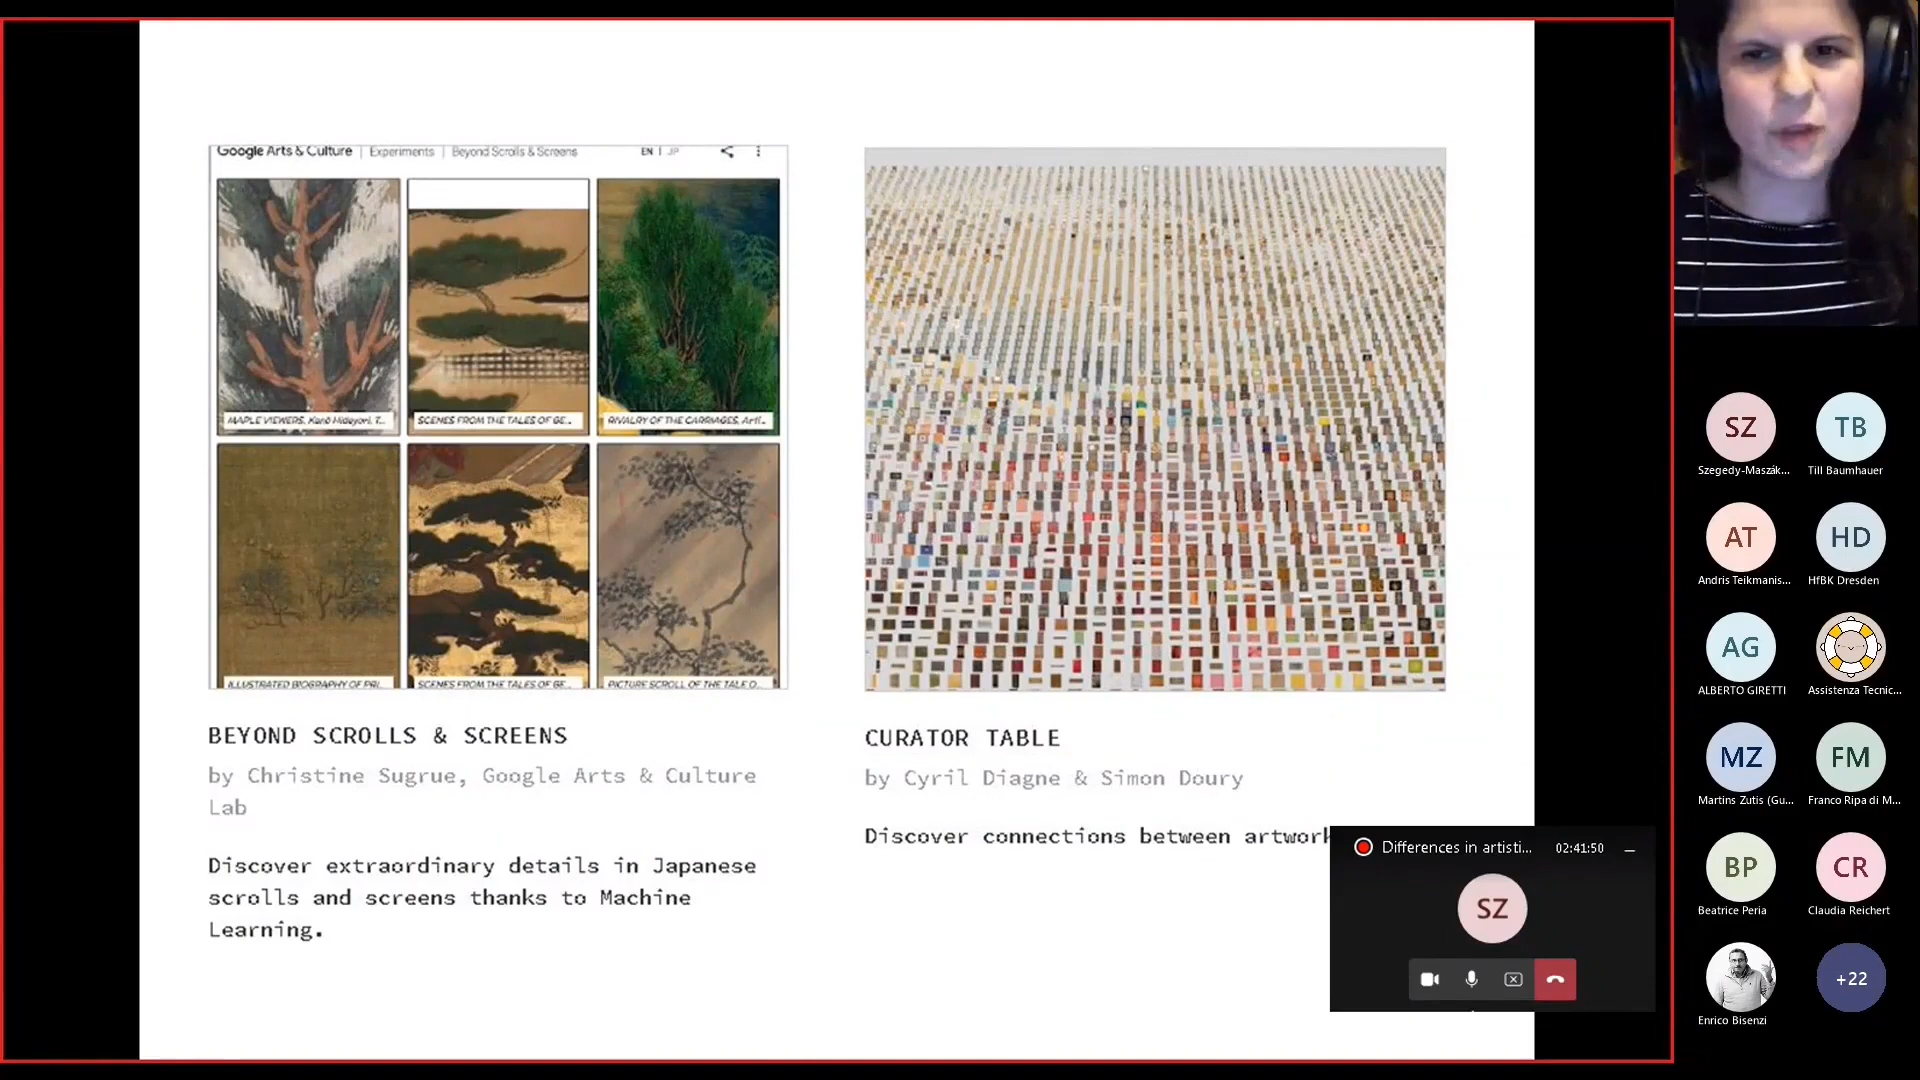 Google Arts & Culture | Experiments | Beyond Scrolls & Screens EN | JP
MAPLE VIEWERS, Kanō Hideyori, T...
SCENES FROM THE TALES OF GE...
RIVALRY OF THE CARRIAGES, Arti...
ILLUSTRATED BIOGRAPHY OF PRI...
SCENES FROM THE TALES OF GE...
PICTURE SCROLL OF THE TALE O...
BEYOND SCROLLS & SCREENS
by Christine Sugrue, Google Arts & Culture
Lab
Discover extraordinary details in Japanese
scrolls and screens thanks to Machine
Learning.
CURATOR TABLE
by Cyril Diagne & Simon Doury
Discover connections between artwork
Differences in artisti... 02:41:50
SZ
SZ
Szegedy-Maszák...
TB
Till Baumhauer
AT
Andris Teikmanis...
HD
HfBK Dresden
AG
ALBERTO GIRETTI
Assistenza Tecnic...
MZ
Martins Zutis (Gu...
FM
Franco Ripa di M...
BP
Beatrice Peria
CR
Claudia Reichert
Enrico Bisenzi
+22